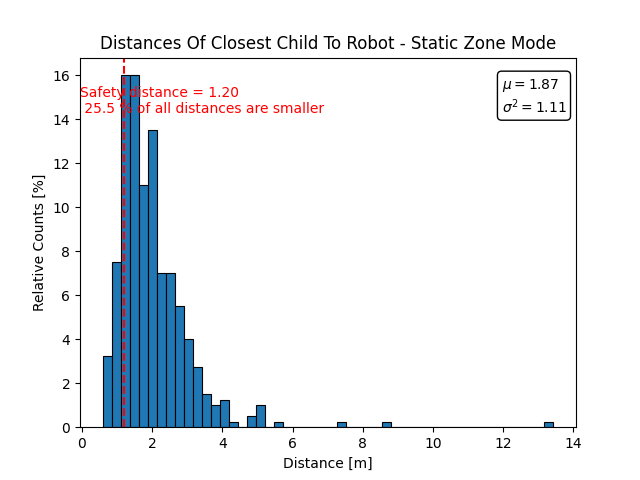 Distances Of Closest Child To Robot - Static Zone Mode
Safety distance = 1.20
25.5 % of all distances are smaller
μ = 1.87
σ² = 1.11
Relative Counts [%]
16
14
12
10
8
6
4
2
0
0 2 4 6 8 10 12 14
Distance [m]